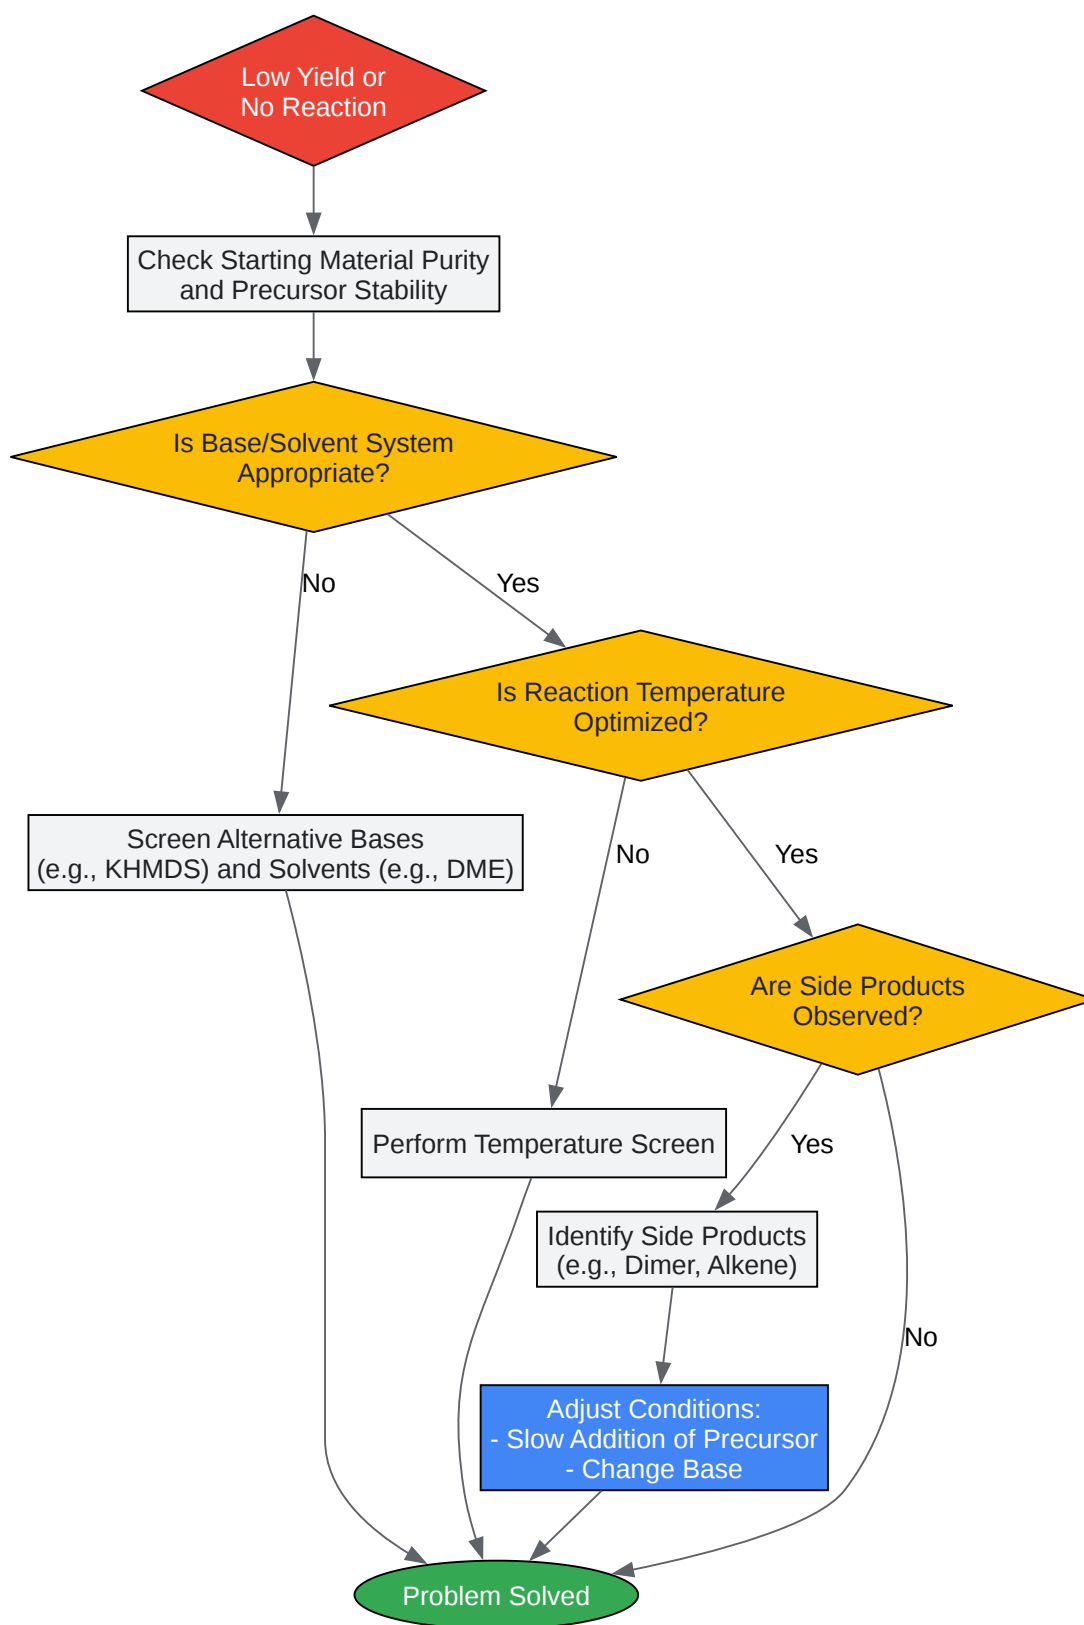 Low Yield or
No Reaction
Check Starting Material Purity
and Precursor Stability
Is Base/Solvent System
Appropriate?
No
Yes
Is Reaction Temperature
Optimized?
Screen Alternative Bases
(e.g., KHMDS) and Solvents (e.g., DME)
No
Yes
Are Side Products
Observed?
Perform Temperature Screen
Yes
Identify Side Products
(e.g., Dimer, Alkene)
No
Adjust Conditions:
- Slow Addition of Precursor
- Change Base
Problem Solved